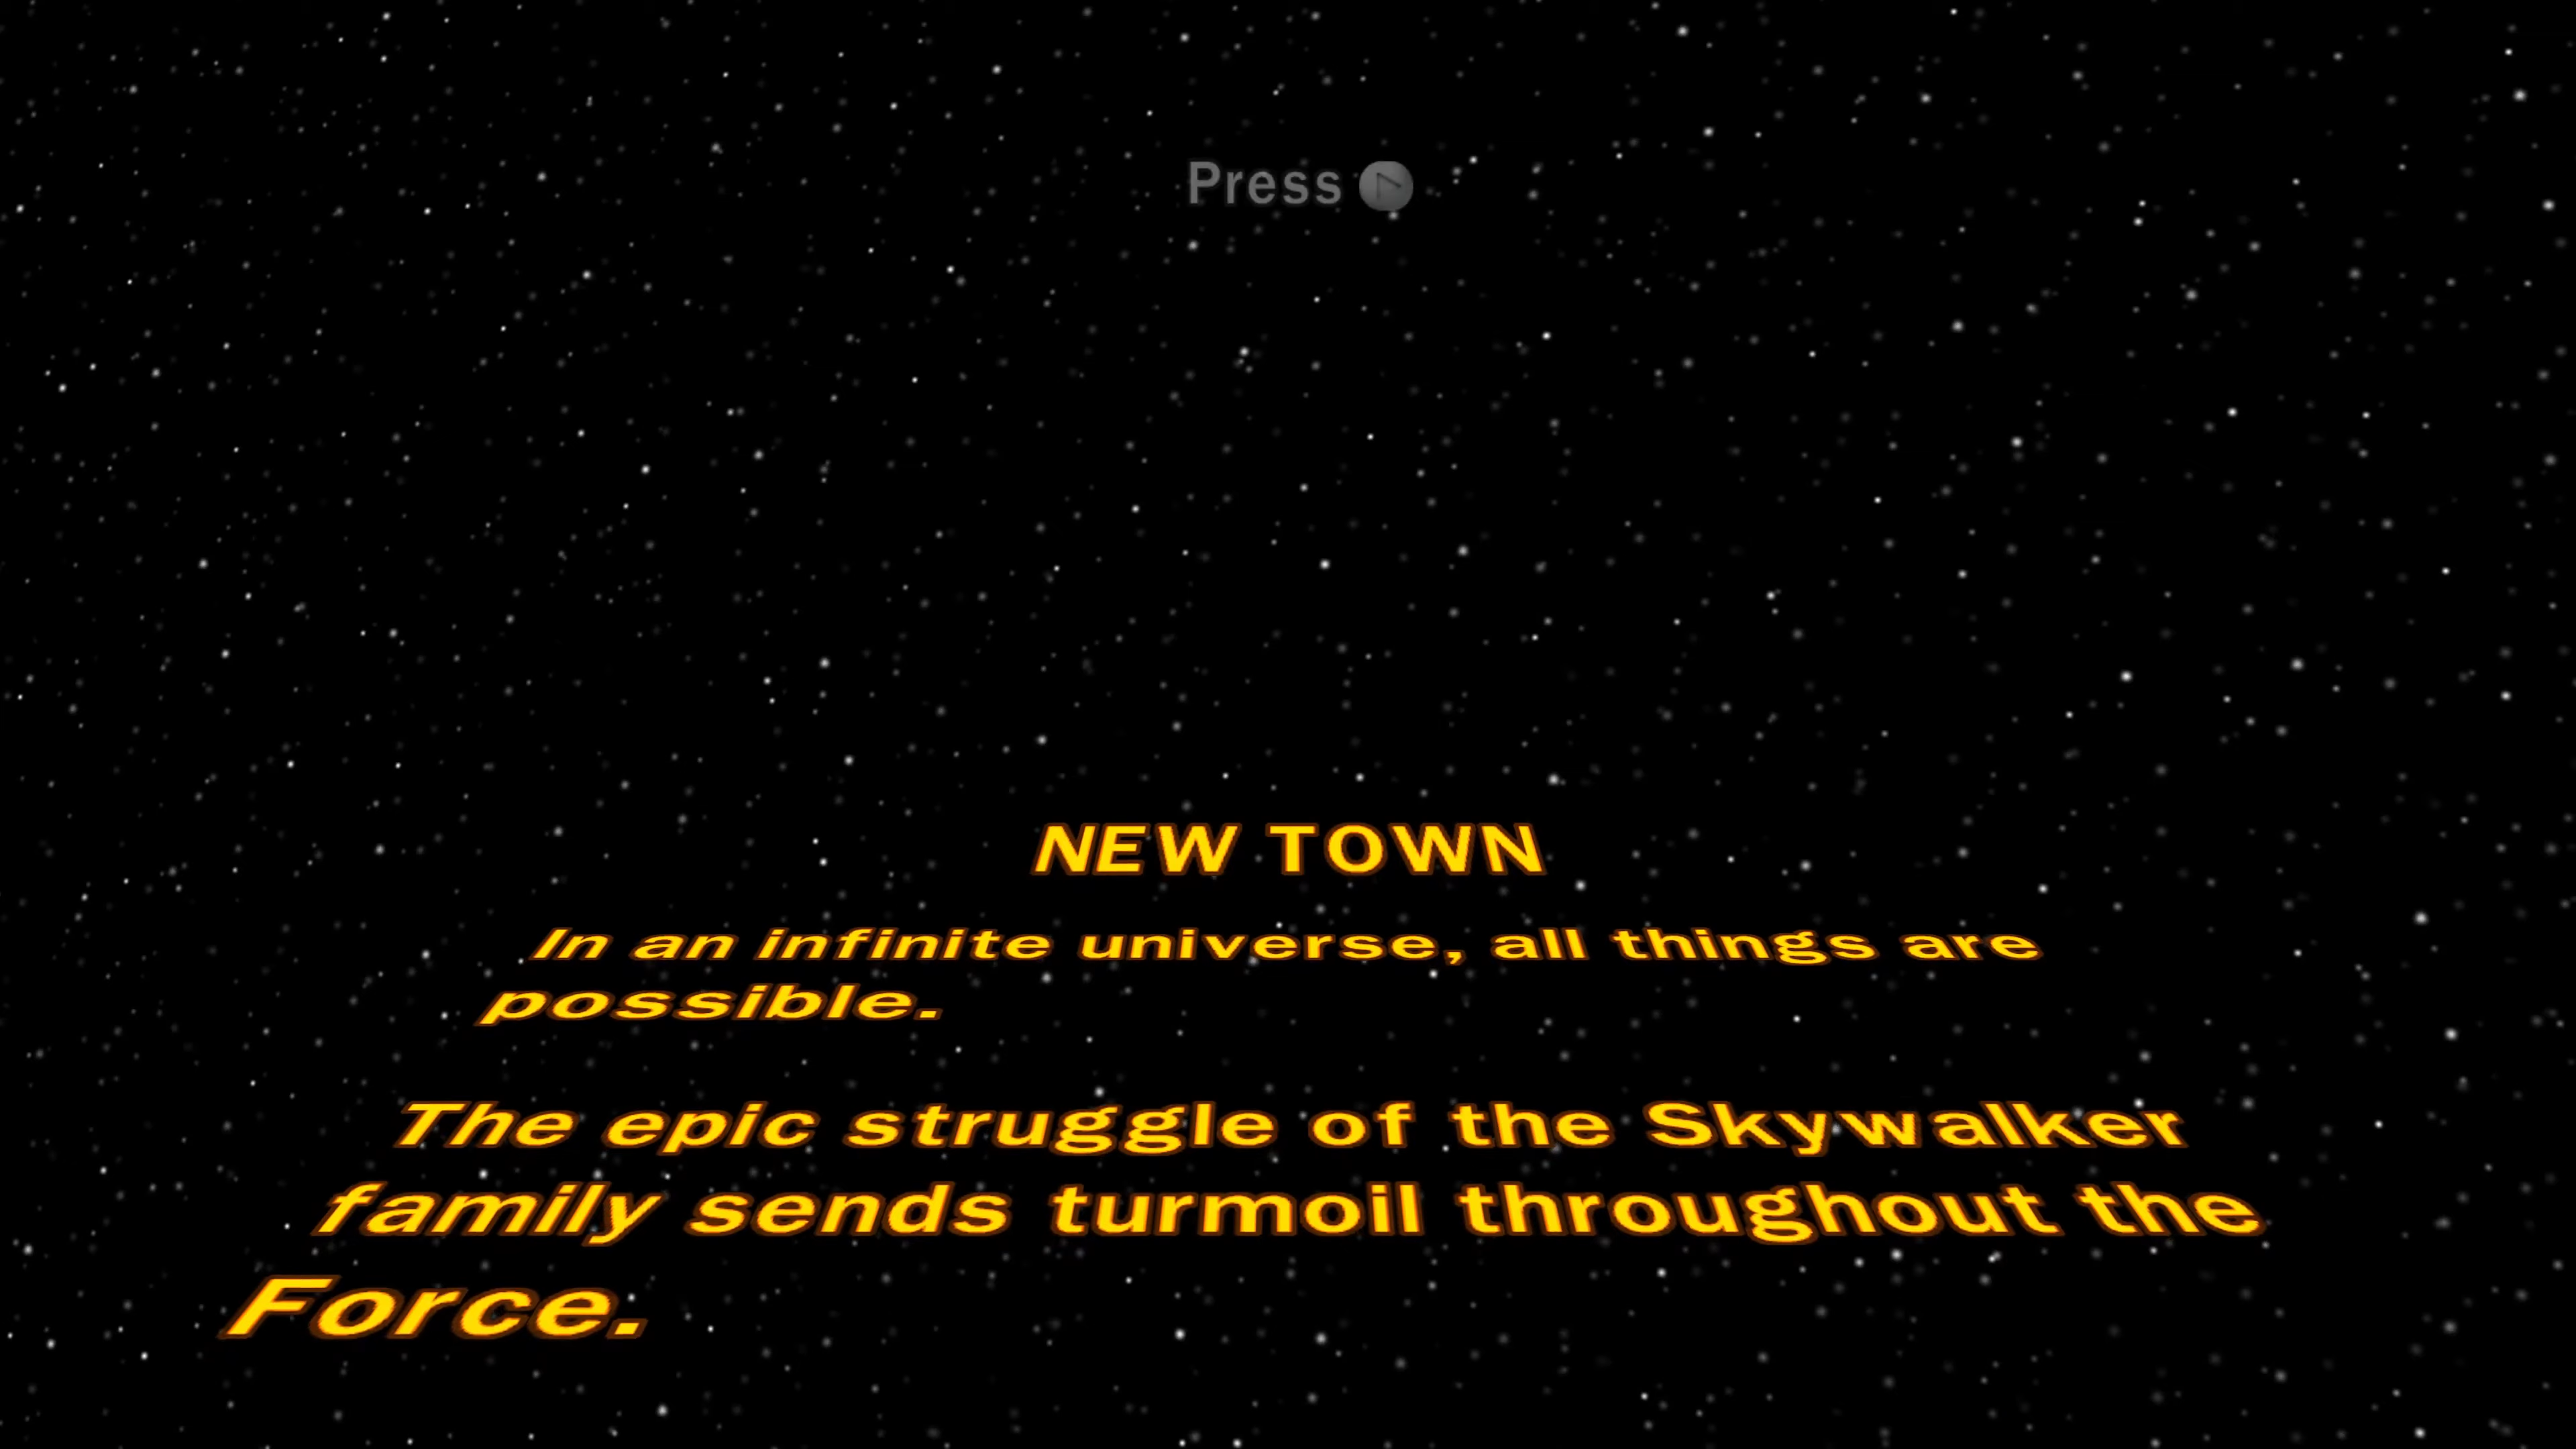 Press
NEW TOWN
In an infinite universe, all things are
possible.
The epic struggle of the Skywalker
family sends turmoil throughout the
Force.